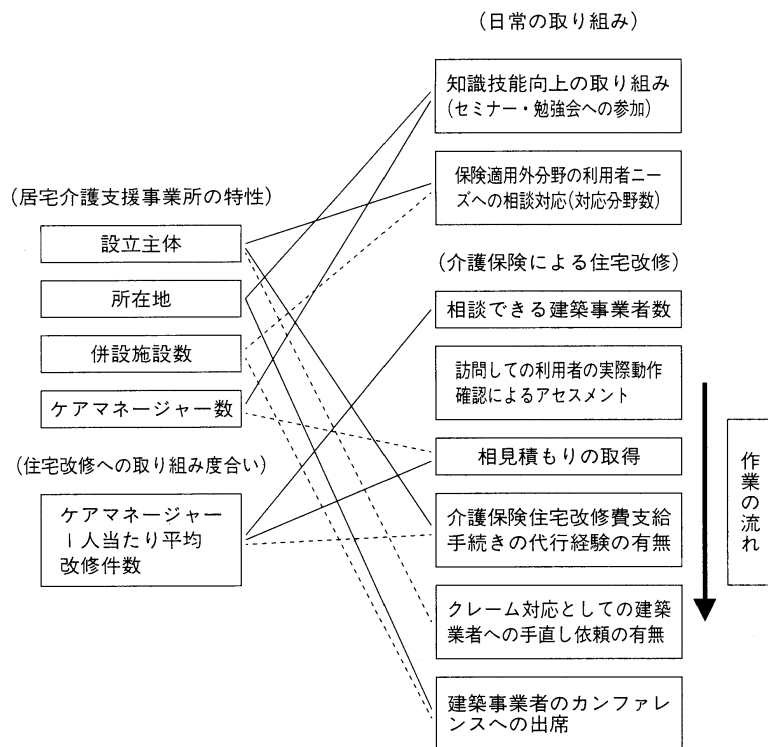 (日常の取り組み)
知識技能向上の取り組み
(セミナー・勉強会への参加)
保険適用外分野の利用者ニー
ズへの相談対応(対応分野数)
(居宅介護支援事業所の特性)
設立主体
所在地
併設施設数
ケアマネージャー数
(住宅改修への取り組み度合い)
ケアマネージャー
1人当たり平均
改修件数
(介護保険による住宅改修)
相談できる建築事業者数
訪問しての利用者の実際動作
確認によるアセスメント
相見積もりの取得
介護保険住宅改修費支給
手続きの代行経験の有無
クレーム対応としての建築
業者への手直し依頼の有無
建築事業者のカンファレ
ンスへの出席
作業の流れ